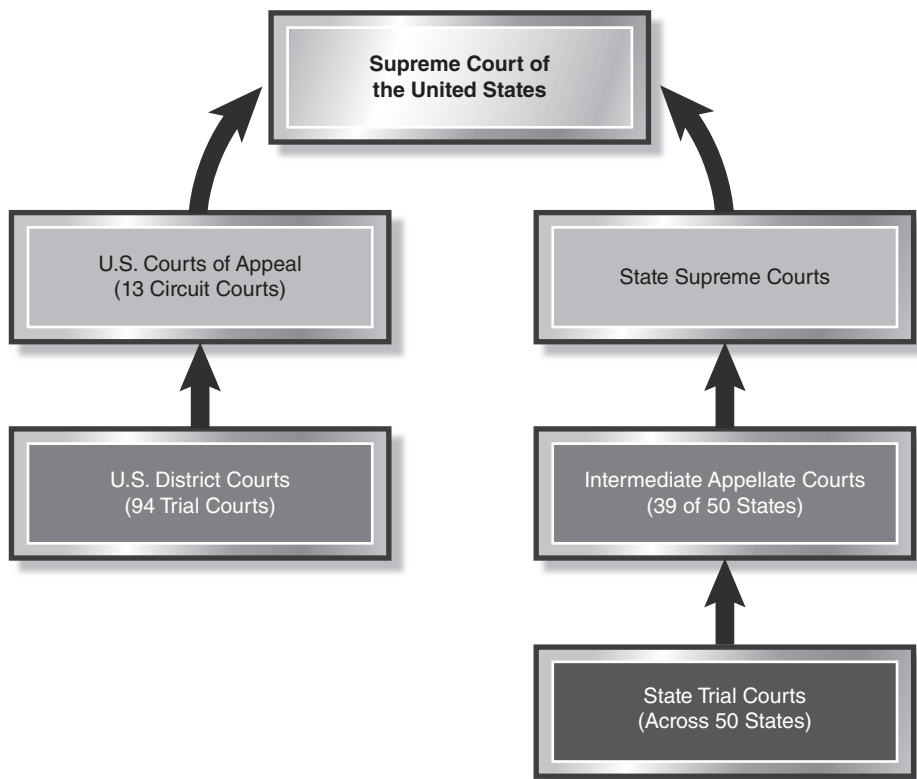 Supreme Court of
the United States
U.S. Courts of Appeal
(13 Circuit Courts)
State Supreme Courts
U.S. District Courts
(94 Trial Courts)
Intermediate Appellate Courts
(39 of 50 States)
State Trial Courts
(Across 50 States)